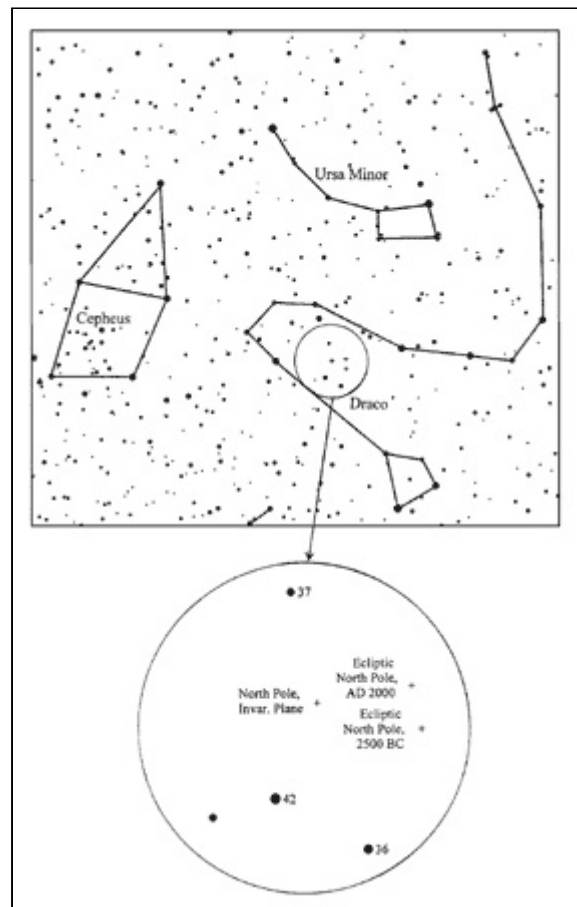 Ursa Minor
Cepheus
Draco
37
Ecliptic
North Pole,
AD 2000
North Pole,
Invar. Plane
Ecliptic
North Pole,
2500 BC
42
36